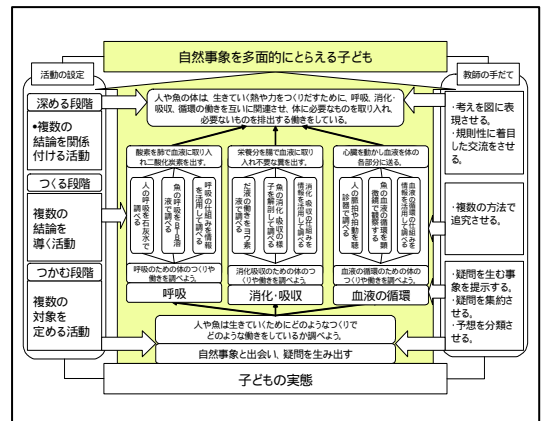 自然事象を多面的にとらえる子ども
活動の設定
深める段階
•複数の
結論を関係
付ける活動
つくる段階
複数の
結論を
導く活動
つかむ段階
複数の
対象を
定める活動
人や魚の体は、生きていく熱や力をつくりだすために、呼吸、消化・
吸収、循環の働きを互いに関連させ、体に必要なものを取り入れ、
必要ないものを排出する働きをしている。
酸素を肺で血液に取り入
れ二酸化炭素を出す。
人の呼吸を石灰水で
調べる
魚の呼吸をBTB溶
液で調べる
呼吸の仕組みを情報
を活用して調べる
呼吸のための体のつくりや
働きを調べよう。
呼吸
栄養分を腸で血液に取り
入れ不要な糞を出す。
だ液の働きをヨウ素
液で調べる
魚の消化・吸収の様
子を解剖して調べる
消化・吸収の仕組みを
情報を活用して調べる
消化吸収のための体のつ
くりや働きを調べよう。
消化・吸収
心臓を動かし血液を体の
各部分に送る。
人の脈拍や拍動を聴
診器で調べる
魚の血液の循環を顕
微鏡で観察する
血液の循環の仕組みを
情報を活用して調べる
血液の循環のための体の
つくりや働きを調べよう。
血液の循環
人や魚は生きていくためにどのようなつくりで
どのような働きをしているか調べよう。
自然事象と出会い、疑問を生み出す
教師の手だて
・考えを図に表
現させる。
・規則性に着目
した交流をさせ
る。
・複数の方法で
追究させる。
・疑問を生む事
象を提示する。
・疑問を集約さ
せる。
・予想を分類さ
せる。
子どもの実態